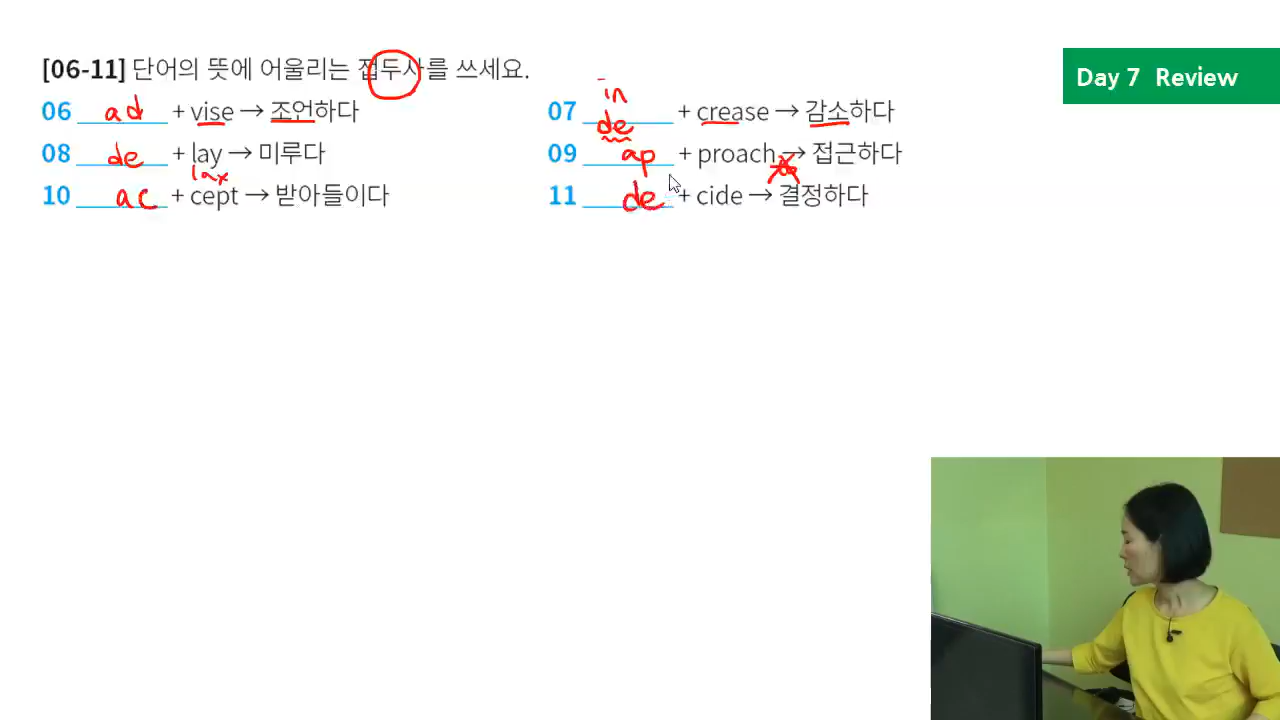 [06-11] 단어의 뜻에 어울리는 접두사를 쓰세요.
Day 7 Review
06 ad + vise → 조언하다
in
07 de + crease → 감소하다
08 de + lay → 미루다
lax
09 ap + proach → 접근하다
10 ac + cept → 받아들이다
11 de + cide → 결정하다